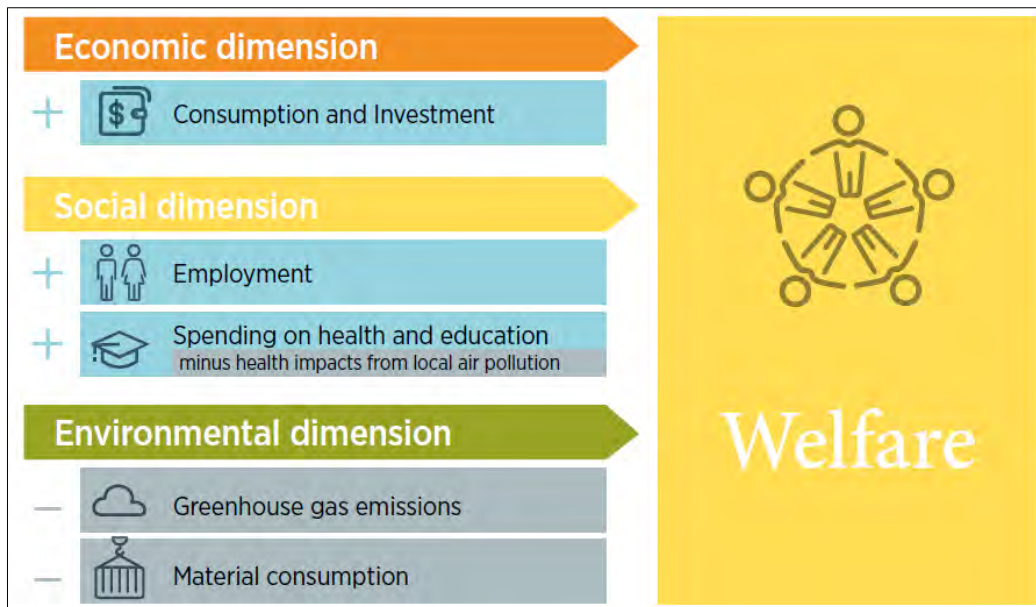 Economic dimension
+ Consumption and Investment
$
Social dimension
+ Employment
+ Spending on health and education
minus health impacts from local air pollution
Environmental dimension
– Greenhouse gas emissions
– Material consumption
Welfare